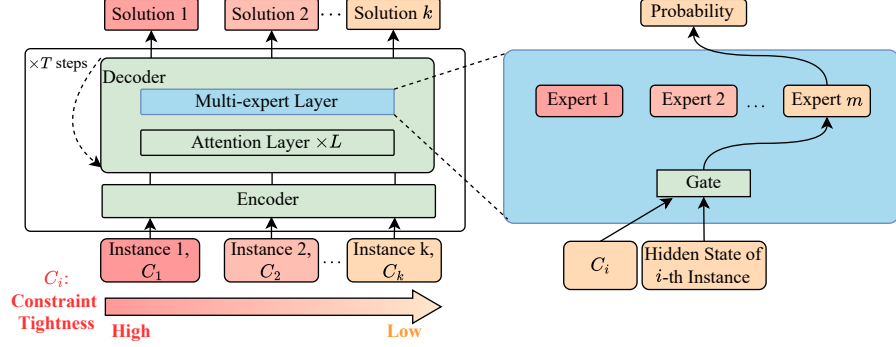 Solution 1
Solution 2
...
Solution k
×T steps
Decoder
Multi-expert Layer
Attention Layer ×L
Encoder
Instance 1,
C₁
Instance 2,
C₂
...
Instance k,
Cₖ
Cᵢ:
Constraint
Tightness
High
Low
Probability
Expert 1
Expert 2
...
Expert m
Gate
Cᵢ
Hidden State of
i-th Instance